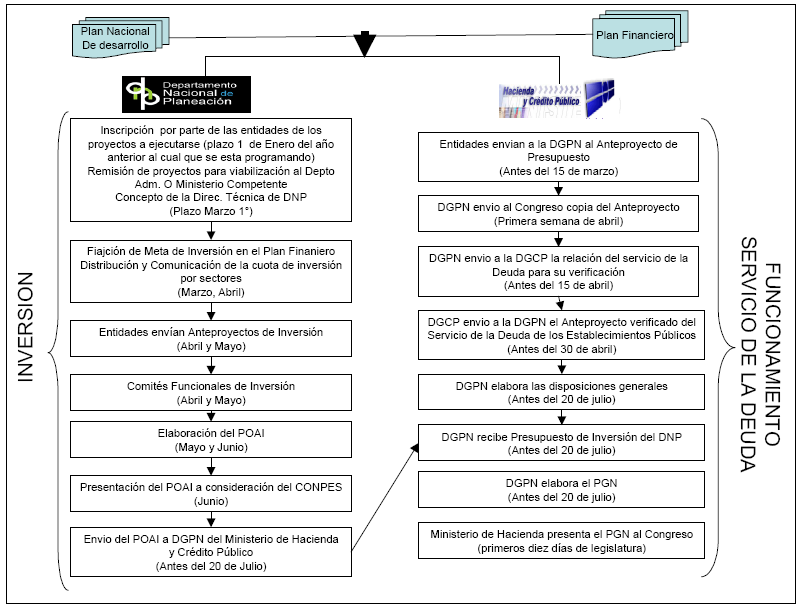 Plan Nacional
De desarrollo
Plan Financiero
dnp
Departamento
Nacional de
Planeación
Hacienda
y Crédito Público
INVERSION
Inscripción por parte de las entidades de los
proyectos a ejecutarse (plazo 1 de Enero del año
anterior al cual que se esta programando)
Remisión de proyectos para viabilización al Depto
Adm. O Ministerio Competente
Concepto de la Direc. Técnica de DNP
(Plazo Marzo 1°)
Fiajción de Meta de Inversión en el Plan Finaniero
Distribución y Comunicación de la cuota de inversión
por sectores
(Marzo, Abril)
Entidades envían Anteproyectos de Inversión
(Abril y Mayo)
Comités Funcionales de Inversión
(Abril y Mayo)
Elaboración del POAI
(Mayo y Junio)
Presentación del POAI a consideración del CONPES
(Junio)
Envio del POAI a DGPN del Ministerio de Hacienda
y Crédito Público
(Antes del 20 de Julio)
Entidades envian a la DGPN al Anteproyecto de
Presupuesto
(Antes del 15 de marzo)
DGPN envio al Congreso copia del Anteproyecto
(Primera semana de abril)
DGPN envio a la DGCP la relación del servicio de la
Deuda para su verificación
(Antes del 15 de abril)
DGCP envio a la DGPN el Anteproyecto verificado del
Servicio de la Deuda de los Establecimientos Públicos
(Antes del 30 de abril)
DGPN elabora las disposiciones generales
(Antes del 20 de julio)
DGPN recibe Presupuesto de Inversión del DNP
(Antes del 20 de julio)
DGPN elabora el PGN
(Antes del 20 de julio)
Ministerio de Hacienda presenta el PGN al Congreso
(primeros diez días de legislatura)
FUNCIONAMIENTO
SERVICIO DE LA DEUDA